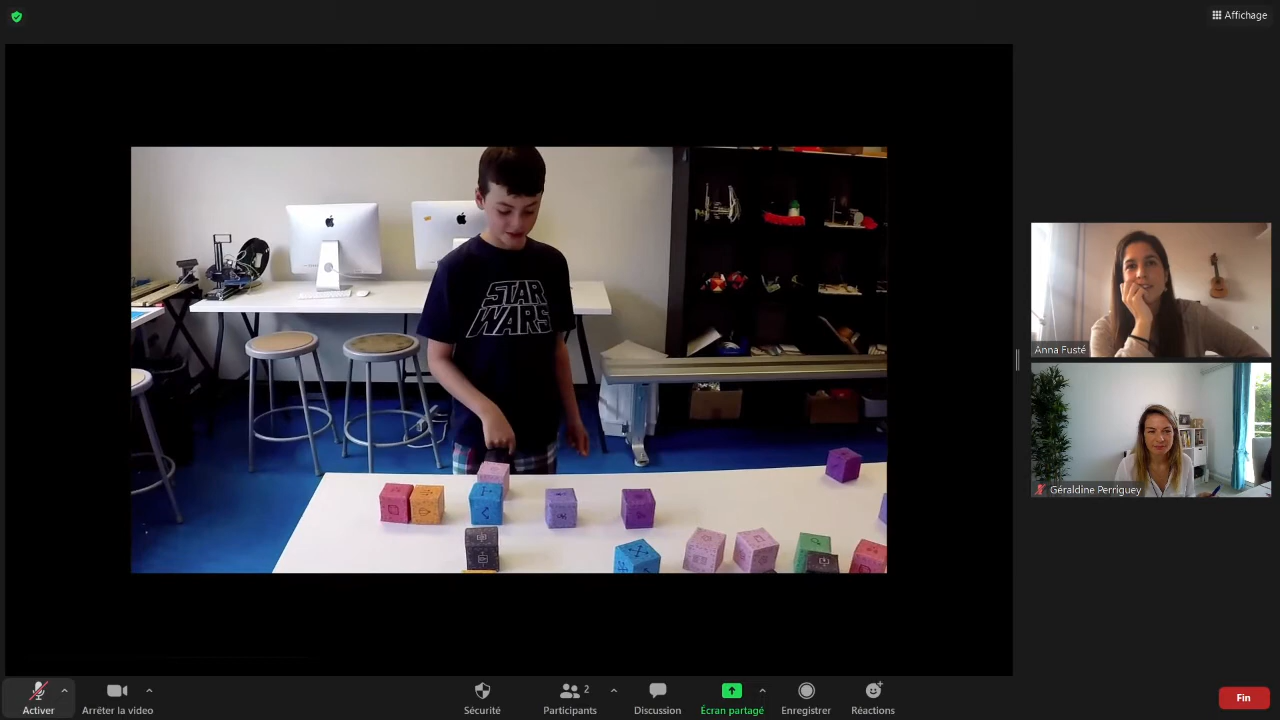 Affichage
STAR
WARS
Anna Fusté
Géraldine Perriguey
Activer
Arrêter la video
Sécurité
Participants
2
Discussion
Écran partagé
Enregistrer
Réactions
Fin